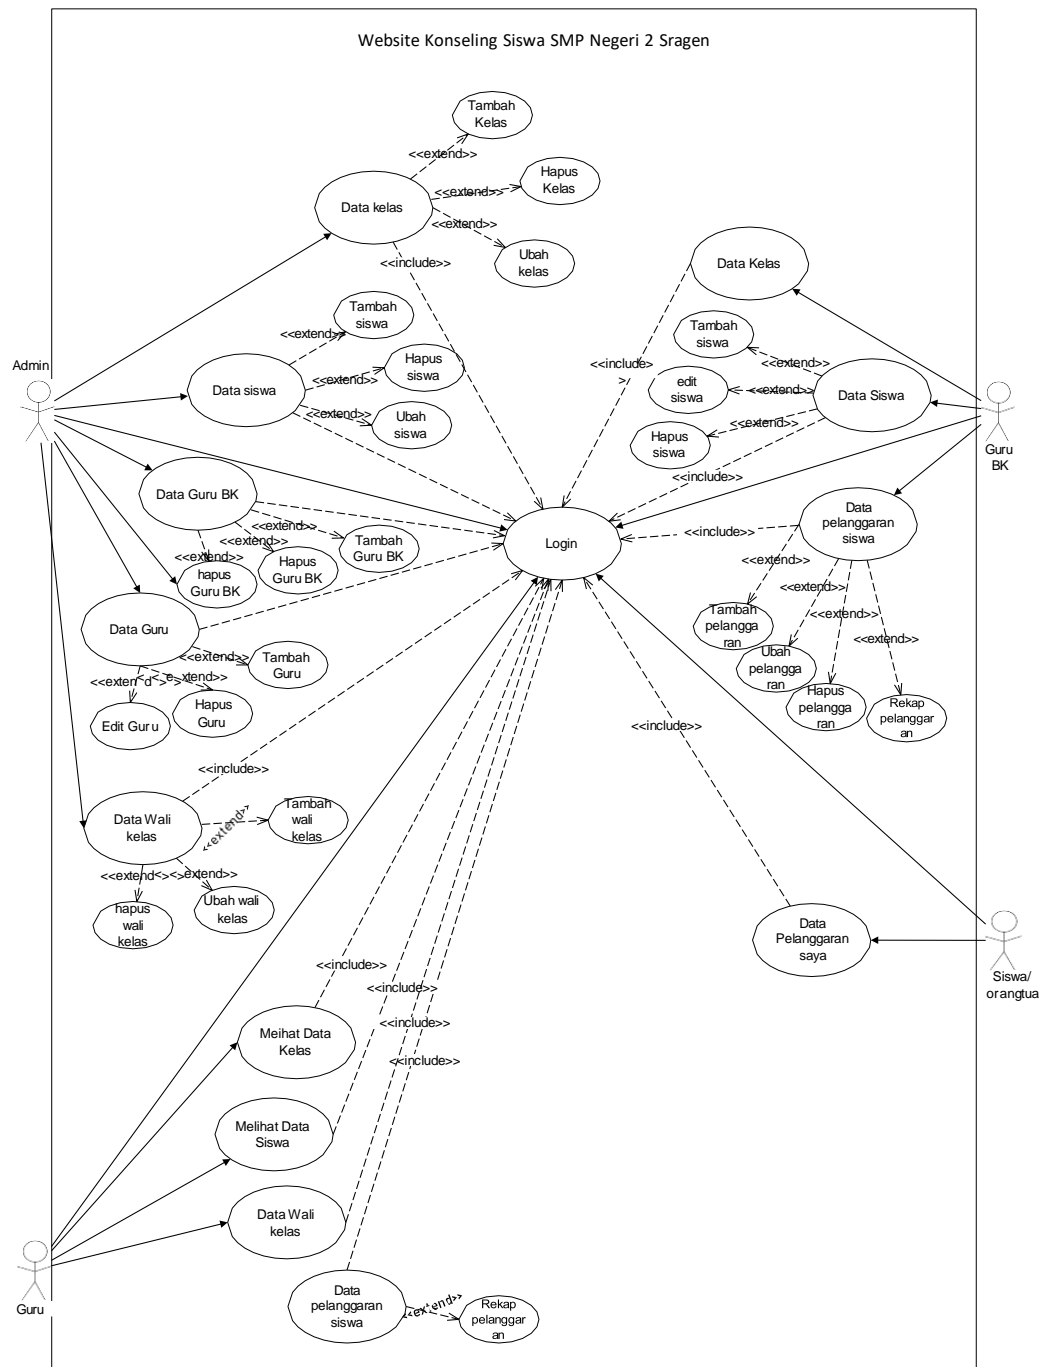 Website Konseling Siswa SMP Negeri 2 Sragen
Tambah
Kelas
<<extend>>
Hapus
Kelas
<<extend>>
Data kelas
<<extend>>
Ubah
kelas
<<include>>
Data Kelas
Tambah
siswa
<<extend>>
Hapus
siswa
<<extend>>
Data siswa
<<extend>>
Ubah
siswa
Admin
Tambah
siswa
<<extend>>
<<include>
>
edit
siswa
<<extend>>
Data Siswa
Hapus
siswa
<<extend>>
<<include>>
Guru
BK
Data Guru BK
<<extend>>
Tambah
Guru BK
<<extend>>
Hapus
Guru BK
<<extend>>
hapus
Guru BK
Login
Data
pelanggaran
siswa
<<include>>
<<extend>>
<<extend>>
<<extend>>
<<extend>>
Tambah
pelangga
ran
Ubah
pelangga
ran
Hapus
pelangga
ran
Rekap
pelanggar
an
Data Guru
<<extend>>
Tambah
Guru
<<extend>>
<<extend>>
Hapus
Guru
Edit Guru
<<include>>
<<include>>
Data Wali
kelas
<<extend>>
Tambah
wali
kelas
<<extend>>
<<extend>>
Ubah wali
kelas
hapus
wali
kelas
Data
Pelanggaran
saya
Siswa/
orangtua
<<include>>
<<include>>
<<include>>
<<include>>
Meihat Data
Kelas
Melihat Data
Siswa
Data Wali
kelas
Guru
Data
pelanggaran
siswa
<<extend>>
Rekap
pelanggar
an